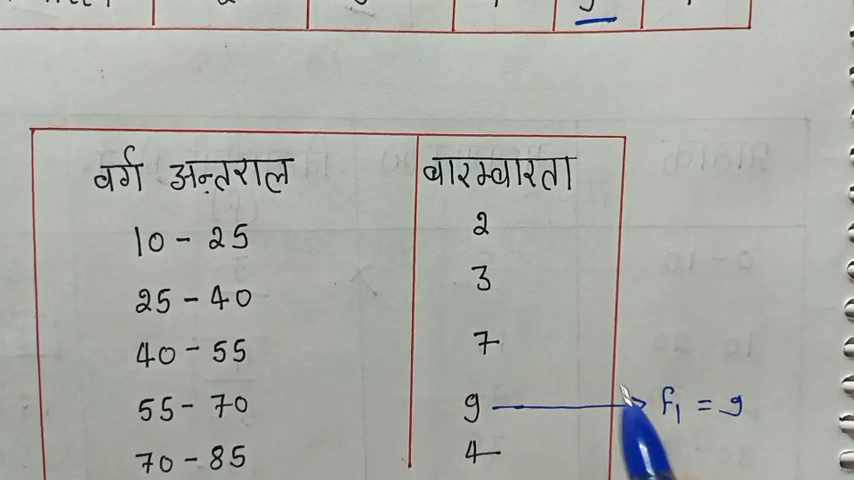 वर्ग अन्तराल बारम्बारता
10 - 25 2
25 - 40 3
40 - 55 7
55 - 70 9 → f₁ = 9
70 - 85 4